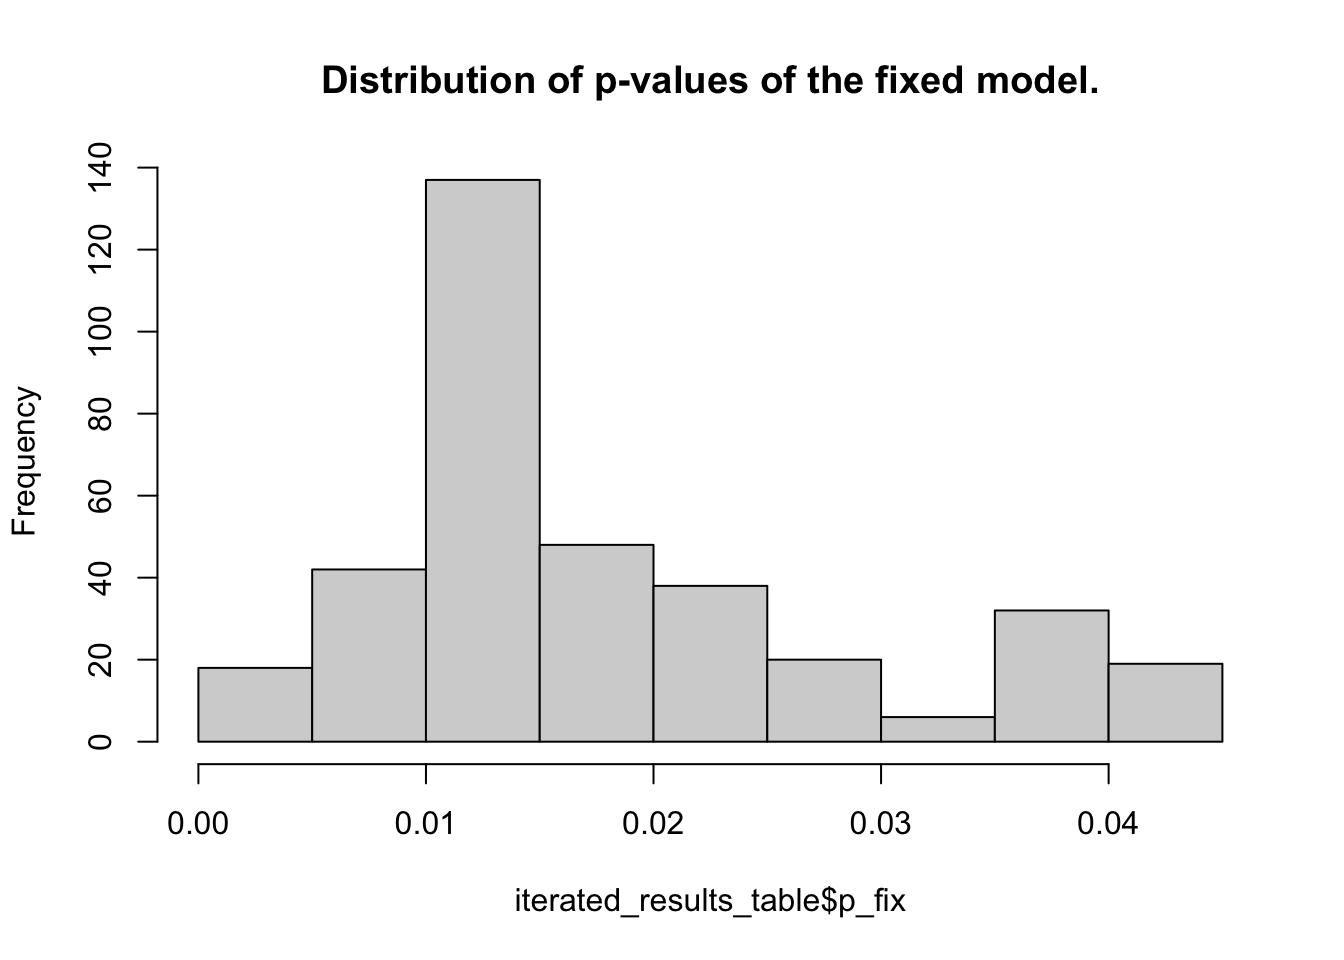 Distribution of p-values of the fixed model.
Frequency
140
120
100
80
60
40
20
0
0.00 0.01 0.02 0.03 0.04
iterated_results_table$p_fix